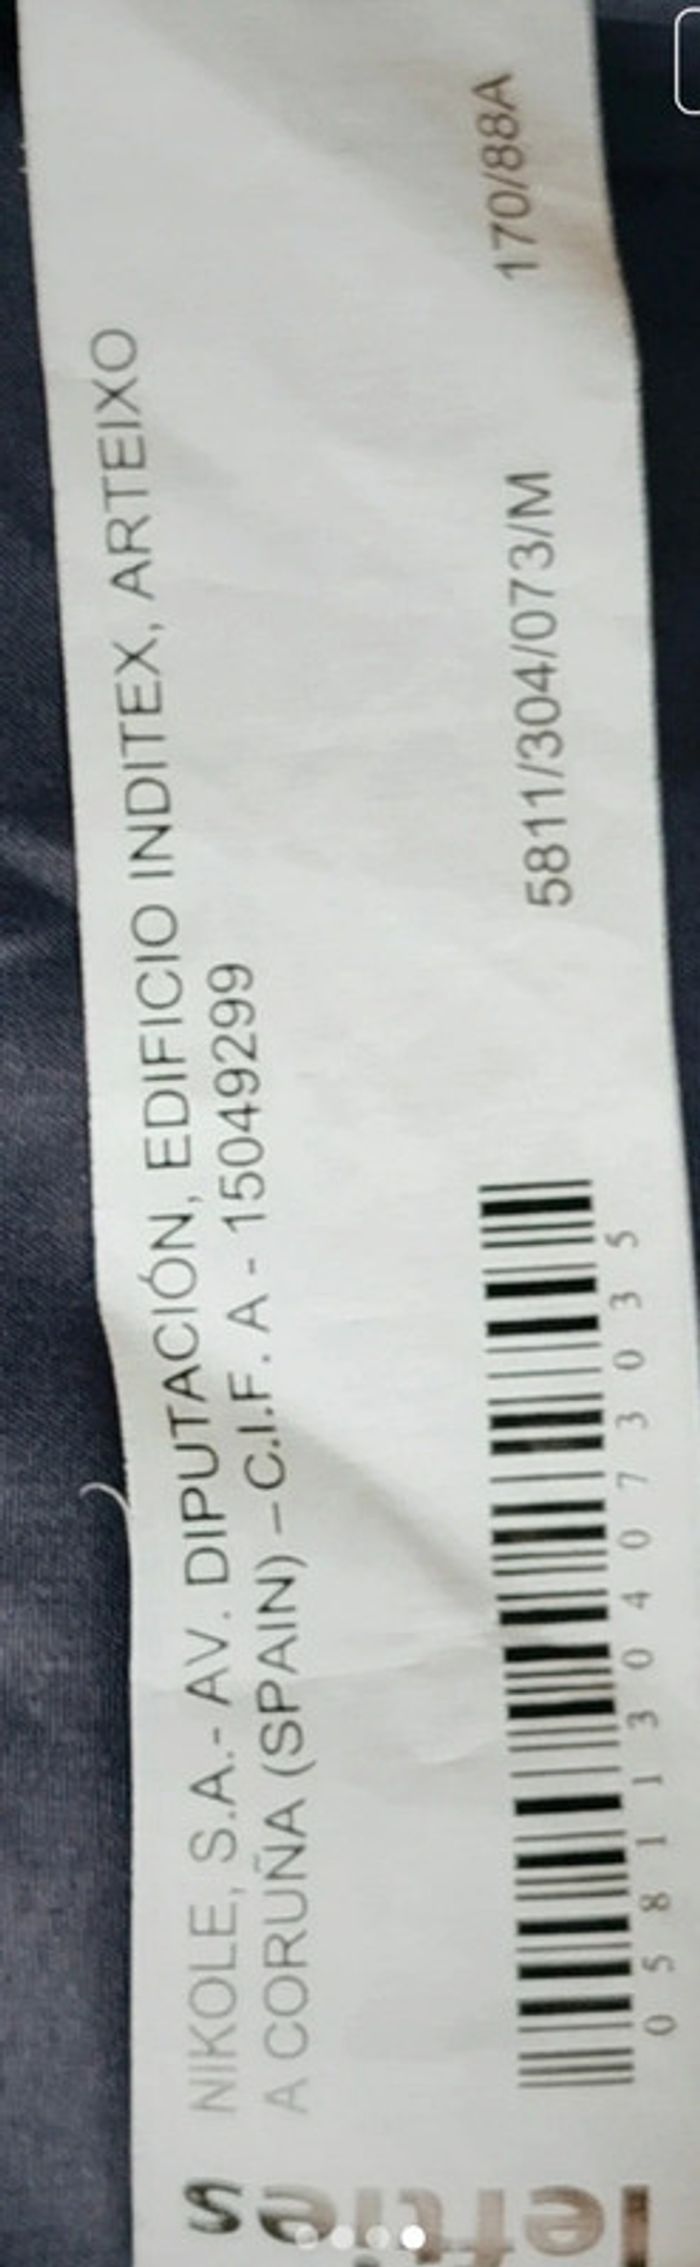 lefties
NIKOLE, S.A.- AV. DIPUTACIÓN, EDIFICIO INDITEX, ARTEIXO
A CORUÑA (SPAIN) – C.I.F. A - 15049299
5811/304/073/M 170/88A
0 5 8 1 1 3 0 4 0 7 3 0 3 5